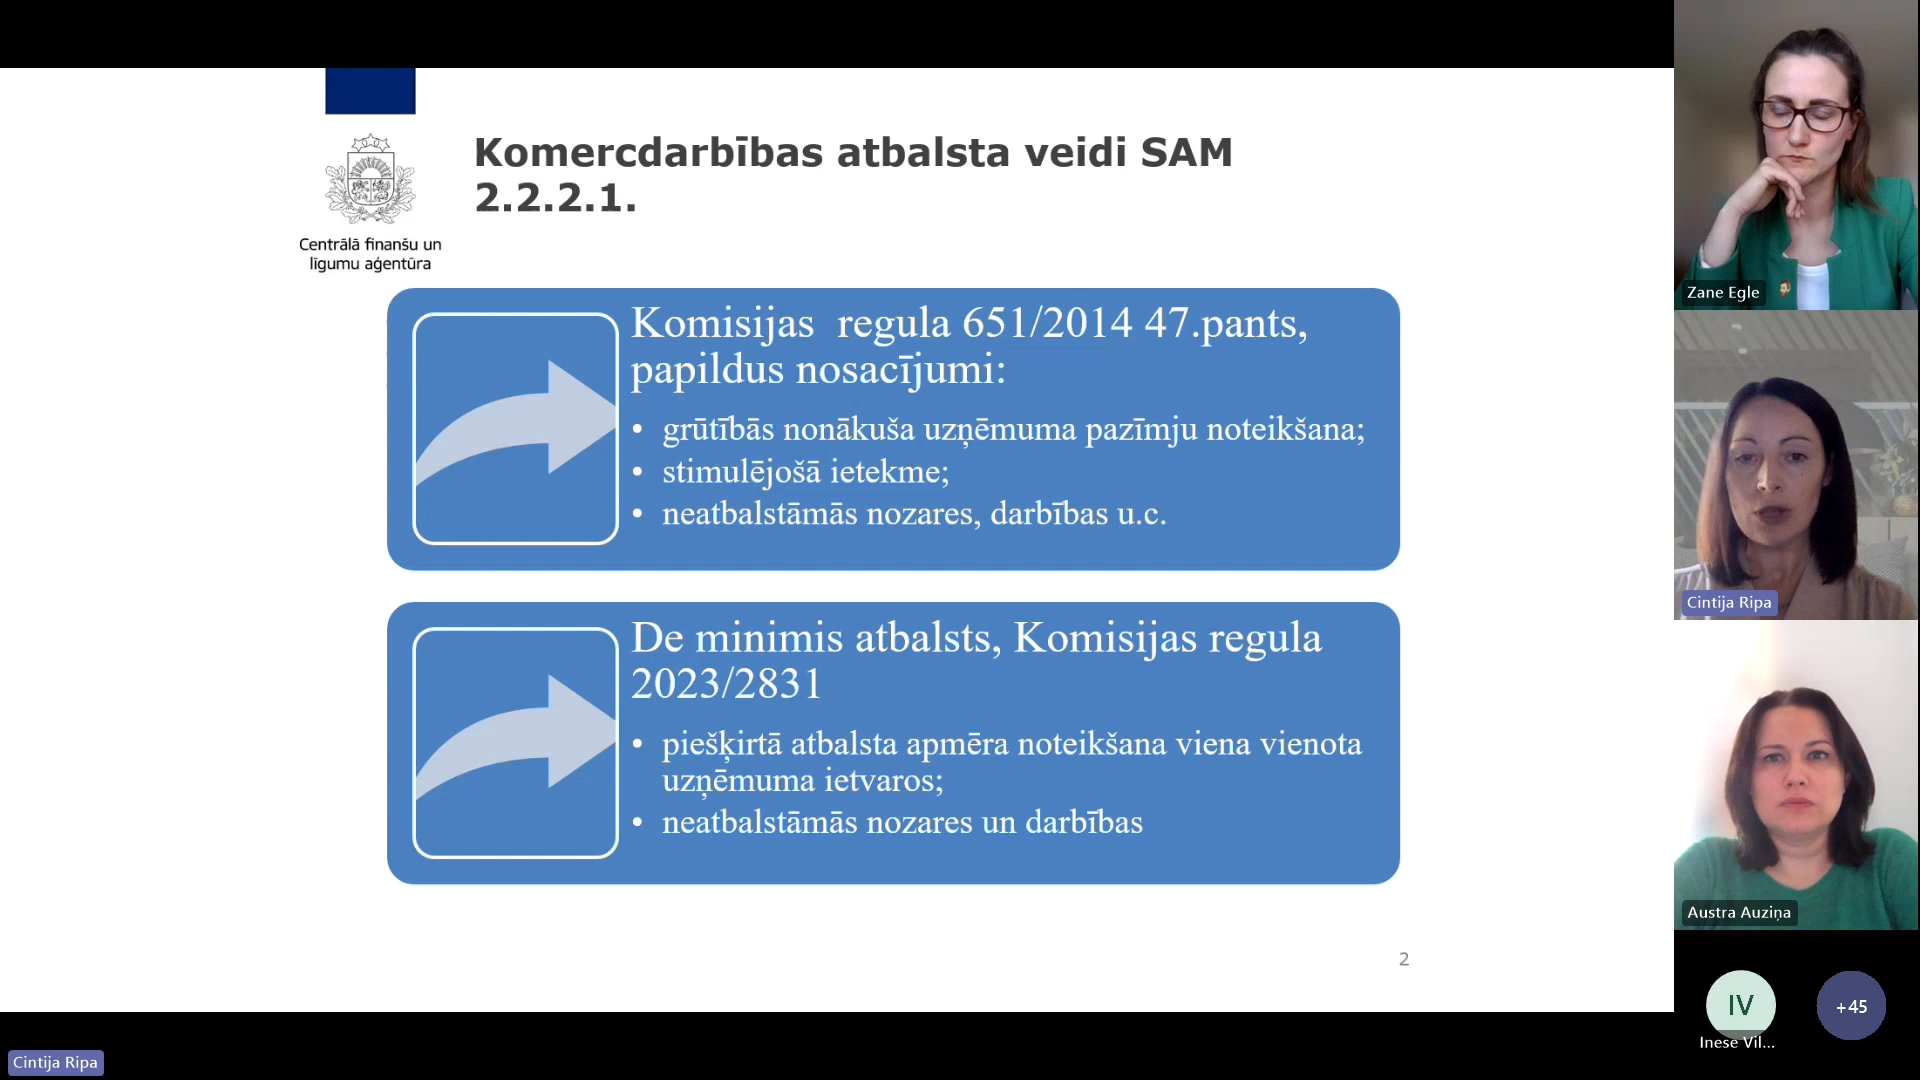 Komercdarbības atbalsta veidi SAM
2.2.2.1.
Centrālā finanšu un
līgumu aģentūra
Komisijas  regula 651/2014 47.pants,
papildus nosacījumi:
• grūtībās nonākuša uzņēmuma pazīmju noteikšana;
• stimulējošā ietekme;
• neatbalstāmās nozares, darbības u.c.
De minimis atbalsts, Komisijas regula
2023/2831
• piešķirtā atbalsta apmēra noteikšana viena vienota
uzņēmuma ietvaros;
• neatbalstāmās nozares un darbības
2
Zane Egle
Cintija Ripa
Austra Auziņa
IV
+45
Inese Vil...
Cintija Ripa